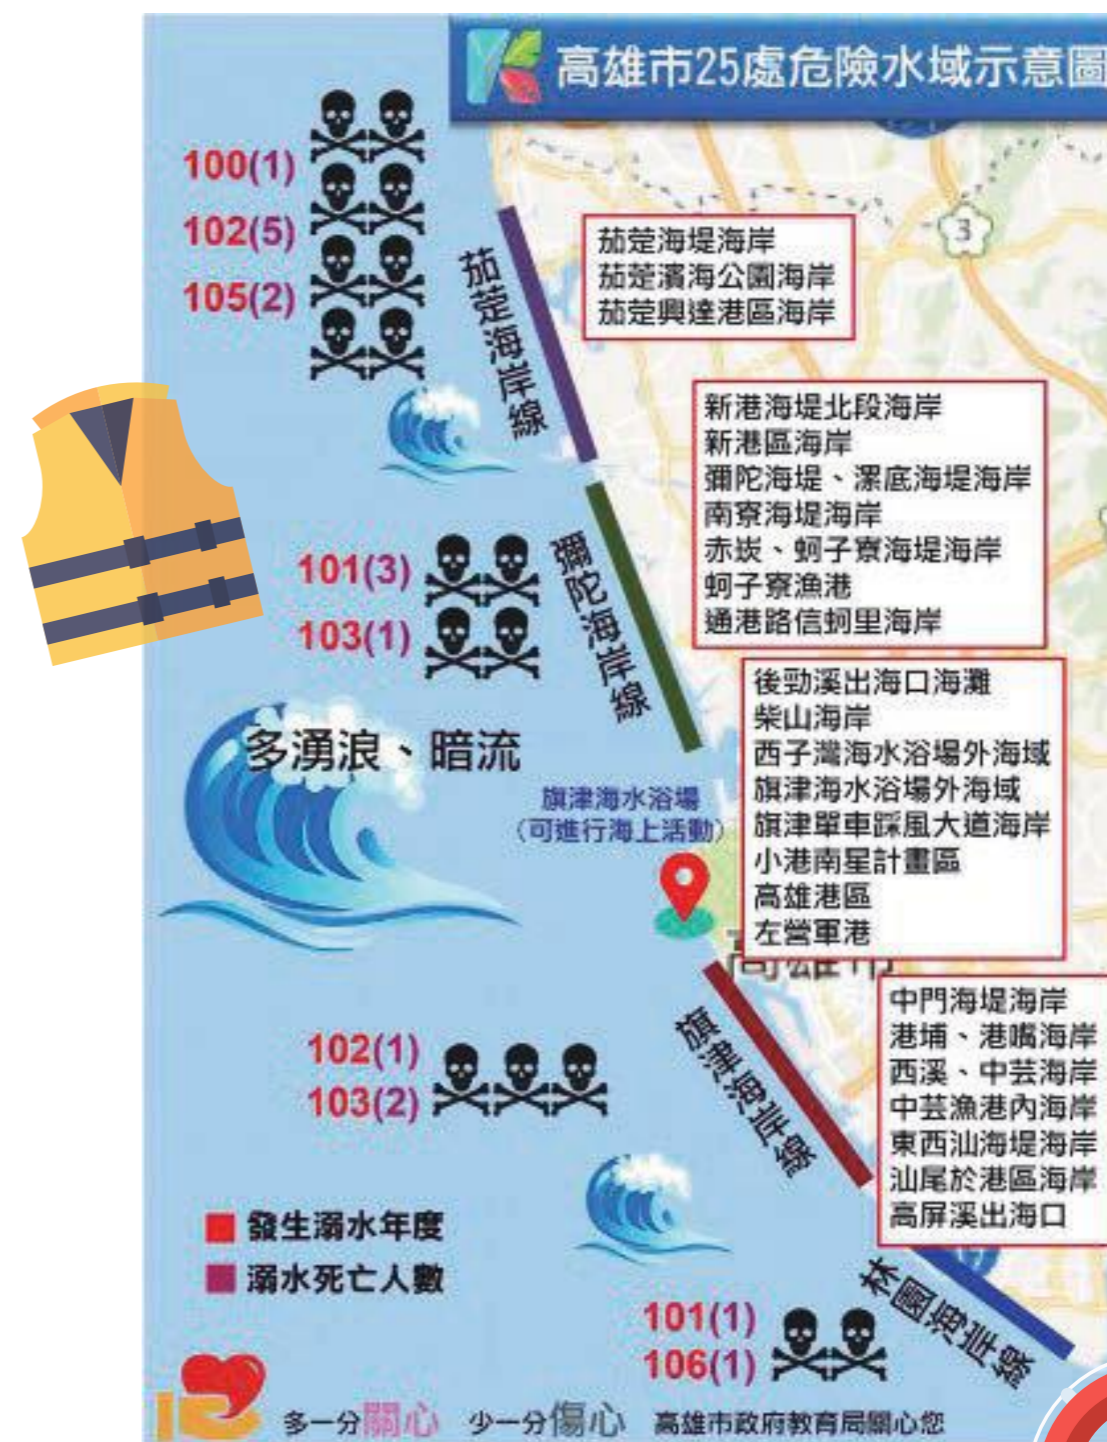 高雄市25處危險水域示意圖
100(1)
102(5)
105(2)
茄萣海岸線
3
茄萣海堤海岸
茄萣濱海公園海岸
茄萣興達港區海岸
新港海堤北段海岸
新港區海岸
彌陀海堤、漯底海堤海岸
南寮海堤海岸
赤崁、蚵子寮海堤海岸
蚵子寮漁港
通港路信蚵里海岸
101(3)
103(1)
彌陀海岸線
多湧浪、暗流
旗津海水浴場
(可進行海上活動)
後勁溪出海口海灘
柴山海岸
西子灣海水浴場外海域
旗津海水浴場外海域
旗津單車踩風大道海岸
小港南星計畫區
高雄港區
左營軍港
高雄市
102(1)
103(2)
旗津海岸線
中門海堤海岸
港埔、港嘴海岸
西溪、中芸海岸
中芸漁港內海岸
東西汕海堤海岸
汕尾於港區海岸
高屏溪出海口
發生溺水年度
溺水死亡人數
101(1)
106(1)
林園海岸線
多一分關心 少一分傷心 高雄市政府教育局關心您